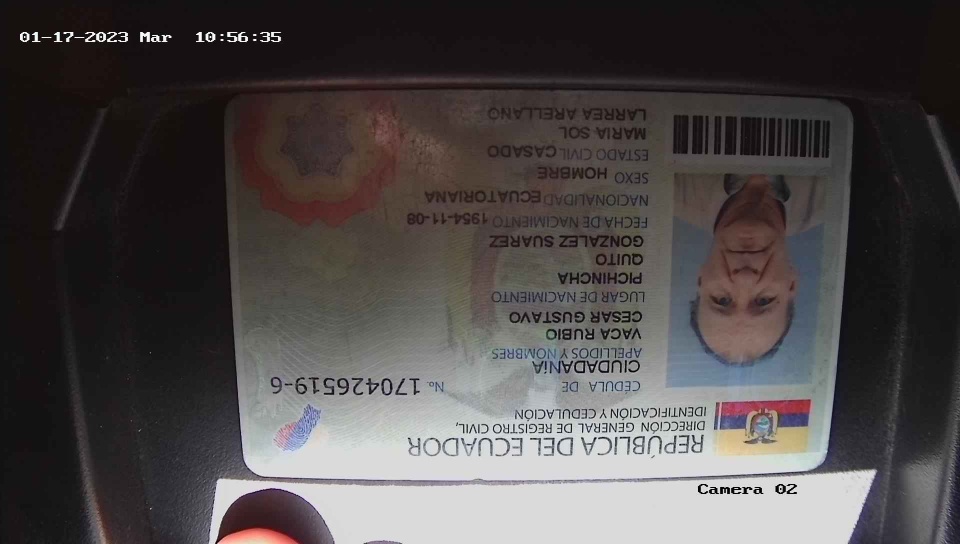 01-17-2023 Mar 10:56:35
REPÚBLICA DEL ECUADOR
DIRECCIÓN GENERAL DE REGISTRO CIVIL,
IDENTIFICACIÓN Y CEDULACIÓN
CÉDULA DE No. 170426519-6
CIUDADANÍA
APELLIDOS Y NOMBRES
VACA RUBIO
CESAR GUSTAVO
LUGAR DE NACIMIENTO
PICHINCHA
QUITO
GONZALEZ SUAREZ
FECHA DE NACIMIENTO 1954-11-08
NACIONALIDAD ECUATORIANA
SEXO HOMBRE
ESTADO CIVIL CASADO
MARIA SOL
LARREA ARELLANO
Camera 02